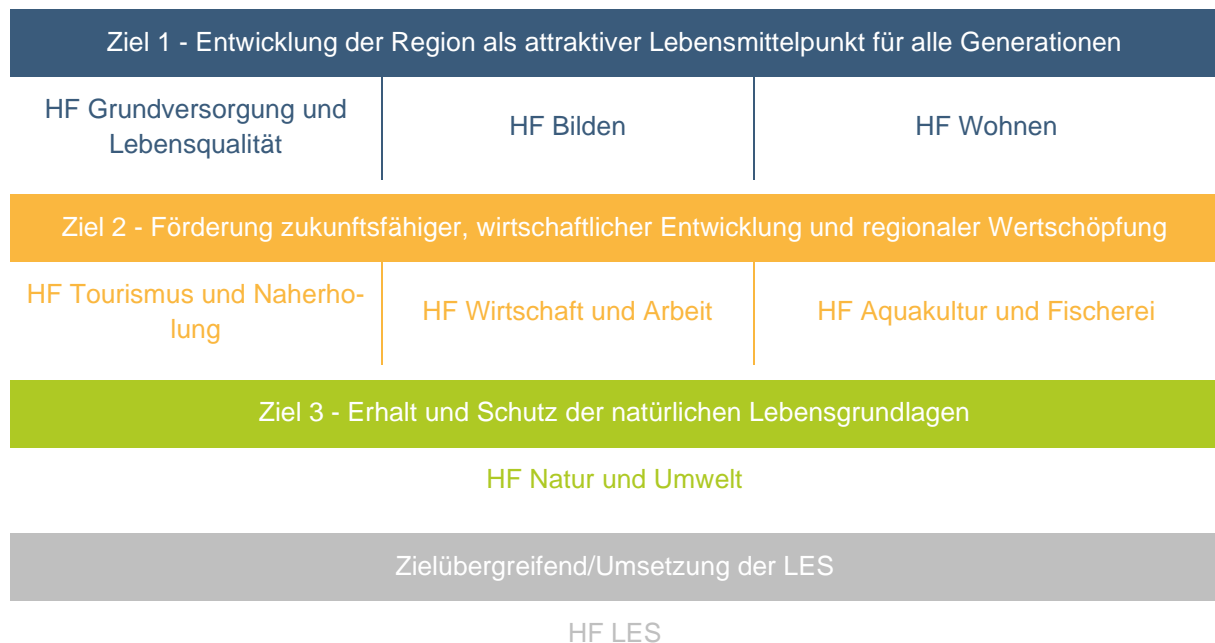 Ziel 1 - Entwicklung der Region als attraktiver Lebensmittelpunkt für alle Generationen
HF Grundversorgung und
Lebensqualität
HF Bilden
HF Wohnen
Ziel 2 - Förderung zukunftsfähiger, wirtschaftlicher Entwicklung und regionaler Wertschöpfung
HF Tourismus und Naherho-
lung
HF Wirtschaft und Arbeit
HF Aquakultur und Fischerei
Ziel 3 - Erhalt und Schutz der natürlichen Lebensgrundlagen
HF Natur und Umwelt
Zielübergreifend/Umsetzung der LES
HF LES